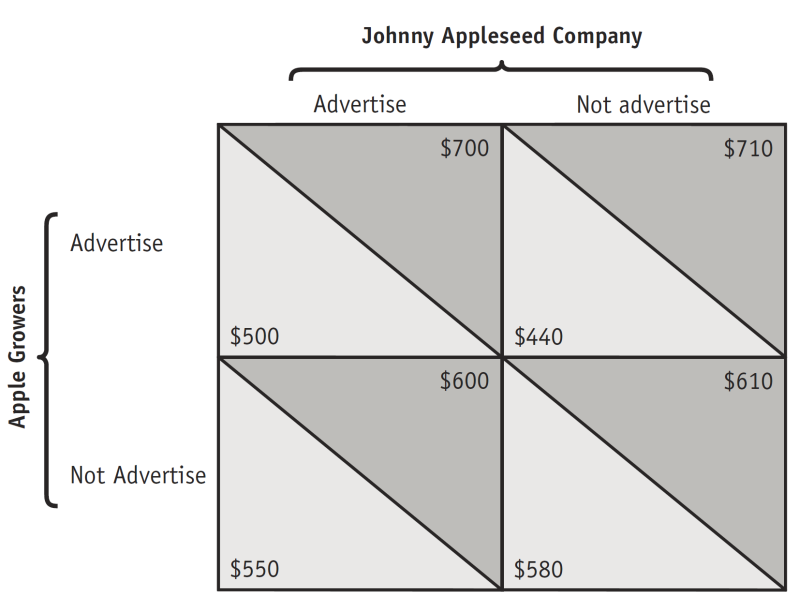 Johnny Appleseed Company
Advertise
Not advertise
Apple Growers
Advertise
$700
$500
$710
$440
Not Advertise
$600
$550
$610
$580